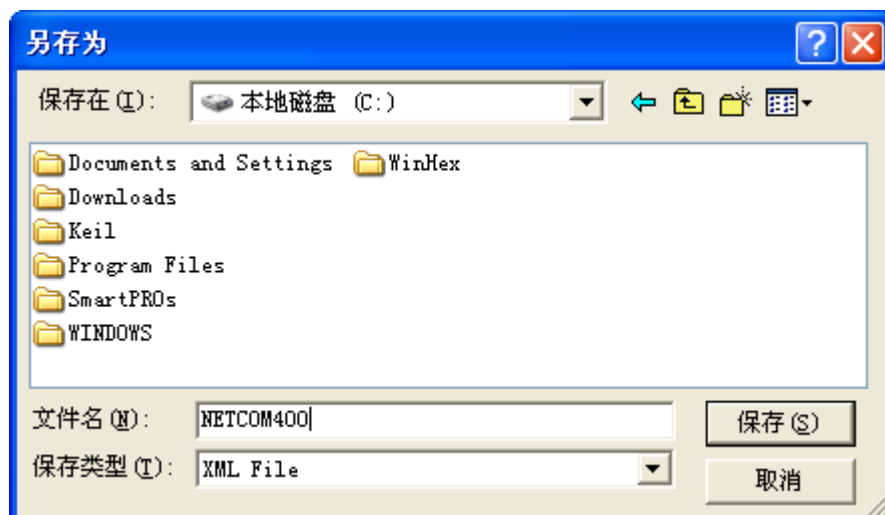 另存为
保存在(I): 本地磁盘 (C:)
Documents and Settings WinHex
Downloads
Keil
Program Files
SmartPROs
WINDOWS
文件名(N): NETCOM400 保存(S)
保存类型(T): XML File 取消